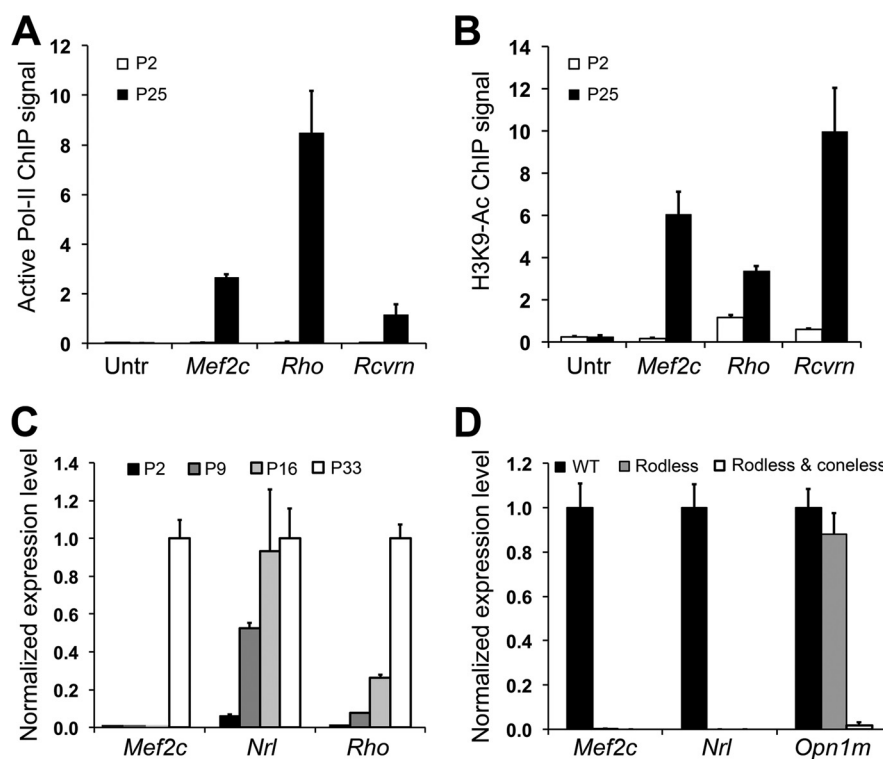 A
Active Pol-II ChIP signal
12
10
8
6
4
2
0
P2
P25
Untr Mef2c Rho Rcvrn
B
H3K9-Ac ChIP signal
14
12
10
8
6
4
2
0
P2
P25
Untr Mef2c Rho Rcvrn
C
Normalized expression level
1.4
1.2
1.0
0.8
0.6
0.4
0.2
0.0
P2 P9 P16 P33
Mef2c Nrl Rho
D
Normalized expression level
1.2
1.0
0.8
0.6
0.4
0.2
0.0
WT Rodless Rodless & coneless
Mef2c Nrl Opn1m